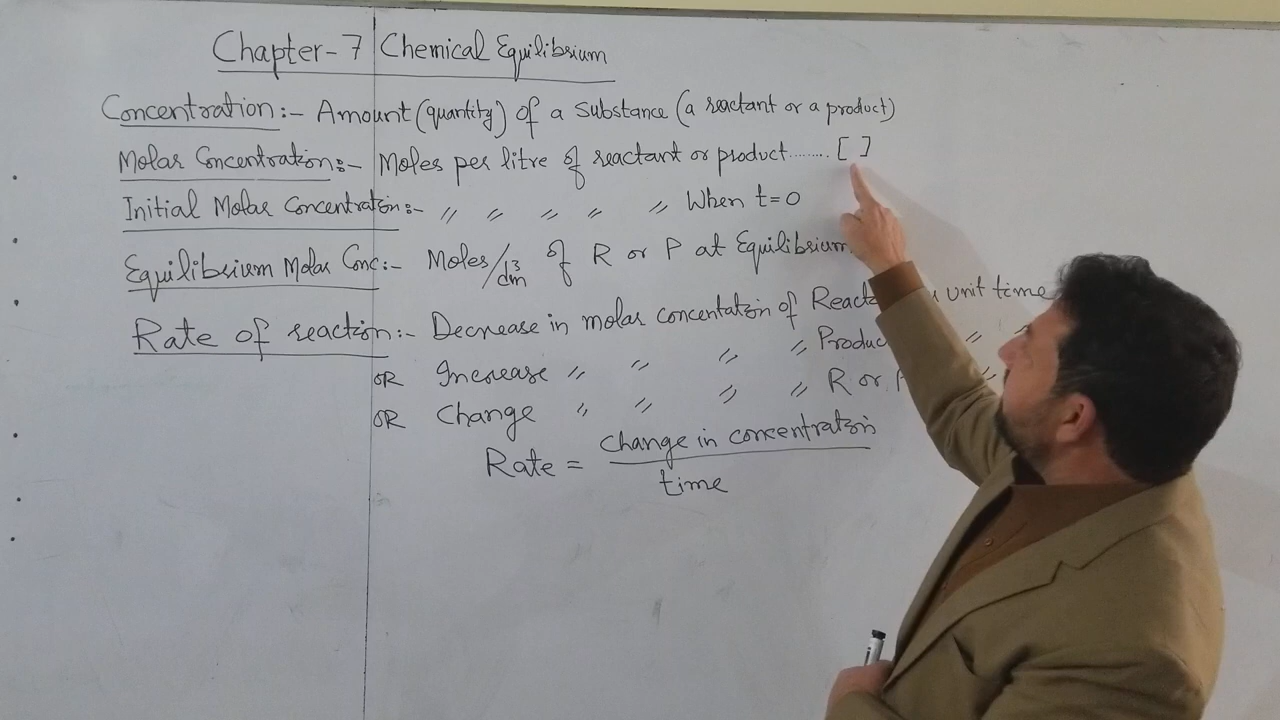 Chapter-7 Chemical Equilibrium
Concentration:- Amount (quantity) of a Substance (a reactant or a product)
Molar Concentration:- Moles per litre of reactant or product........ [ ]
Initial Molar Concentration:- " " " " " When t=0
Equilibrium Molar Conc:- Moles/dm³ of R or P at Equilibrium
Rate of reaction:- Decrease in molar concentration of unit time
OR Increase " " " "
OR Change " " " " R or P "
Rate = change in concentration
time